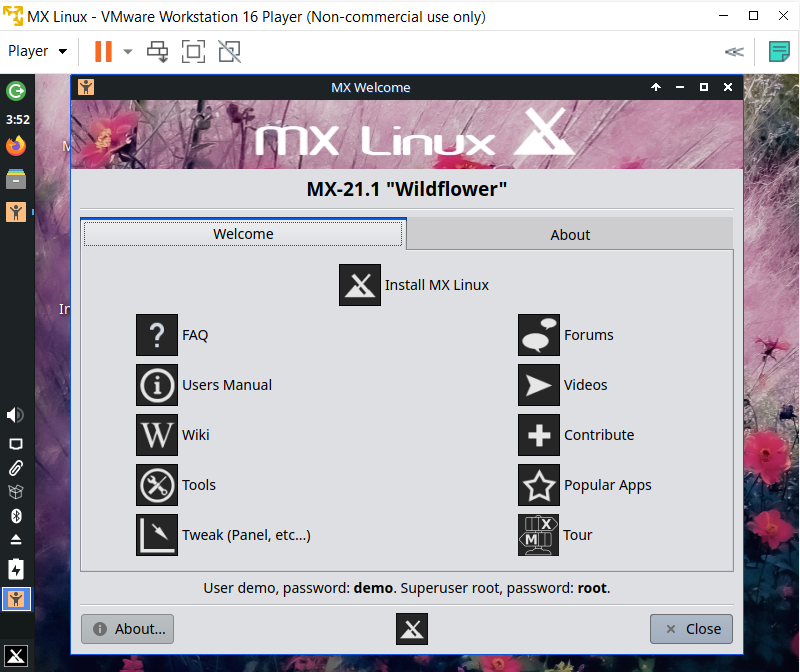 MX Linux - VMware Workstation 16 Player (Non-commercial use only)
Player
3:52
MX Welcome
MX Linux
MX-21.1 "Wildflower"
Welcome
About
Install MX Linux
FAQ
Forums
Users Manual
Videos
Wiki
Contribute
Tools
Popular Apps
Tweak (Panel, etc...)
Tour
User demo, password: demo. Superuser root, password: root.
About...
Close